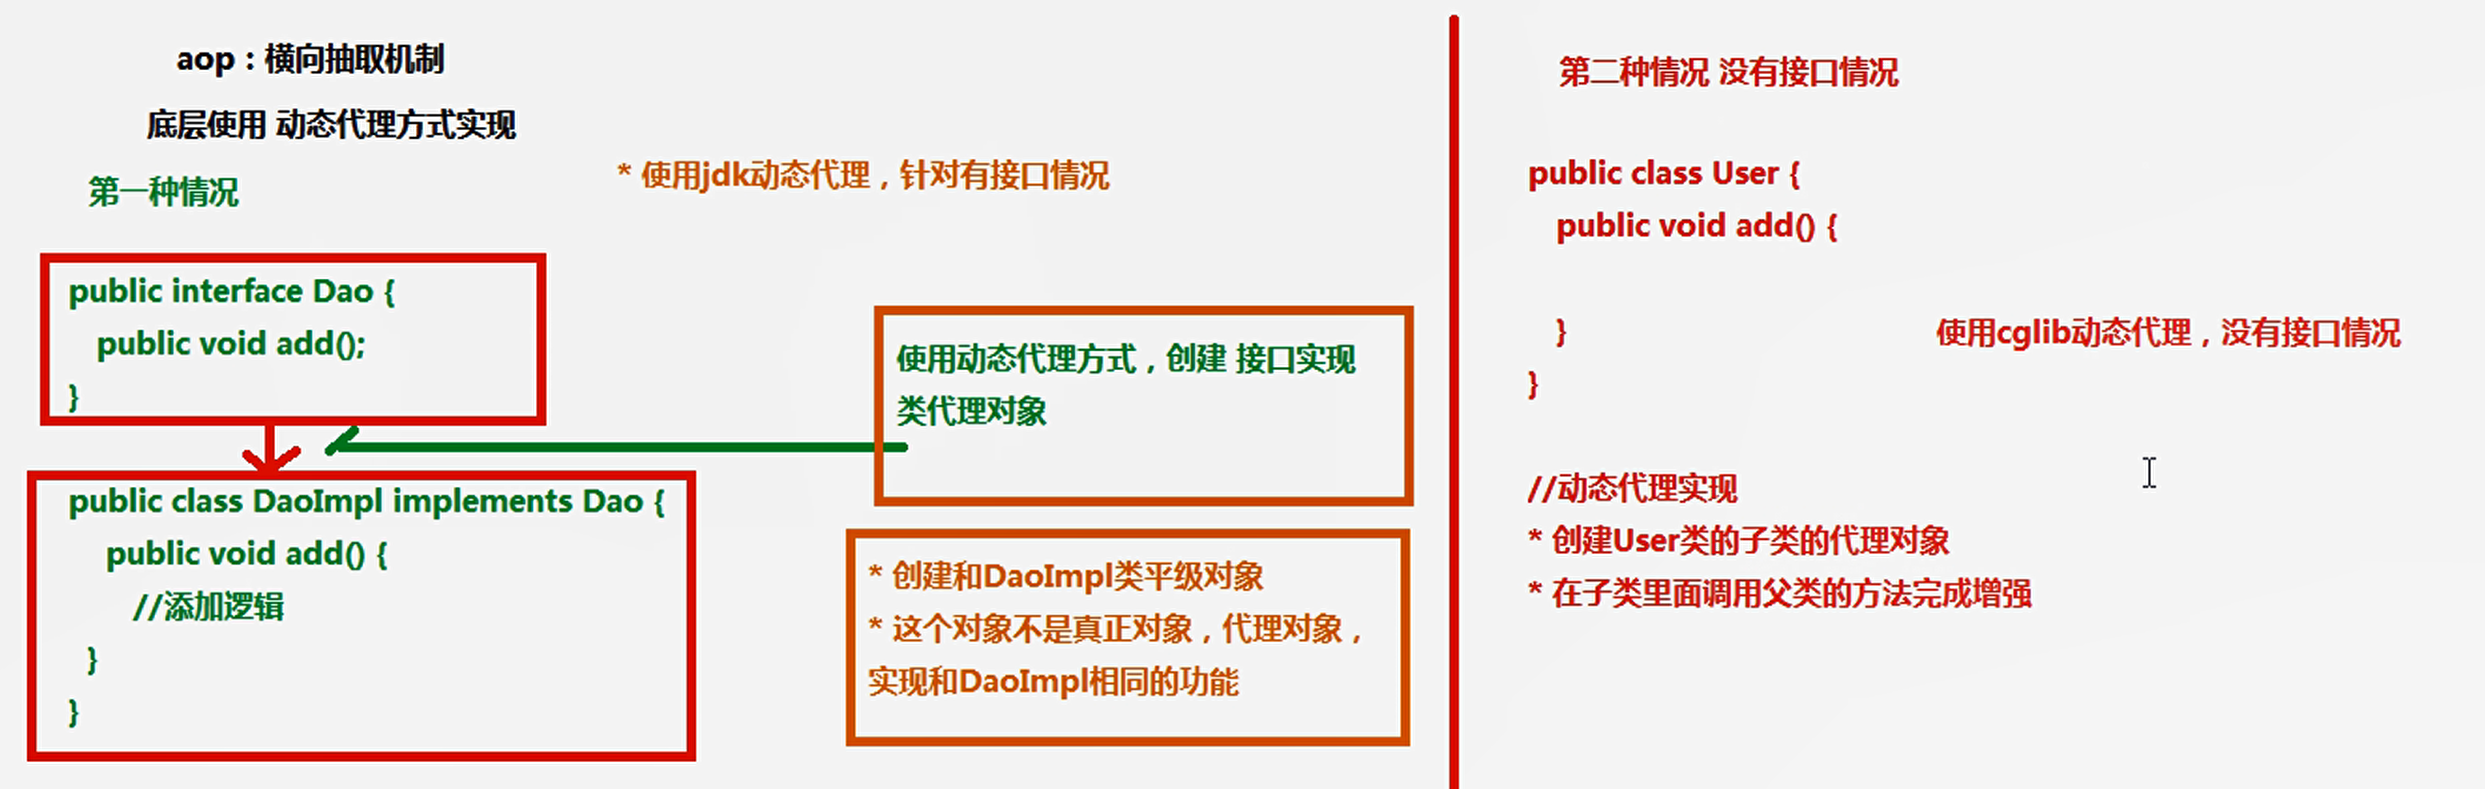 aop：横向抽取机制
底层使用 动态代理方式实现
第一种情况
* 使用jdk动态代理，针对有接口情况
public interface Dao {
public void add();
}
public class DaoImpl implements Dao {
public void add() {
//添加逻辑
}
}
使用动态代理方式，创建 接口实现
类代理对象
* 创建和DaoImpl类平级对象
* 这个对象不是真正对象，代理对象，
实现和DaoImpl相同的功能
第二种情况 没有接口情况
public class User {
public void add() {
}
}
使用cglib动态代理，没有接口情况
//动态代理实现
* 创建User类的子类的代理对象
* 在子类里面调用父类的方法完成增强